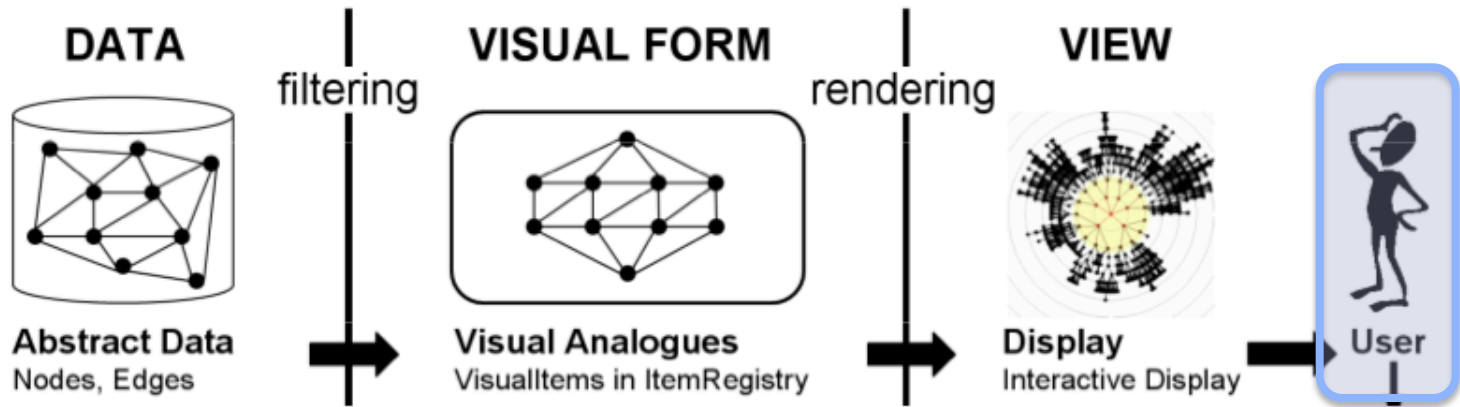 DATA
filtering
VISUAL FORM
rendering
VIEW
Abstract Data
Nodes, Edges
Visual Analogues
VisualItems in ItemRegistry
Display
Interactive Display
User